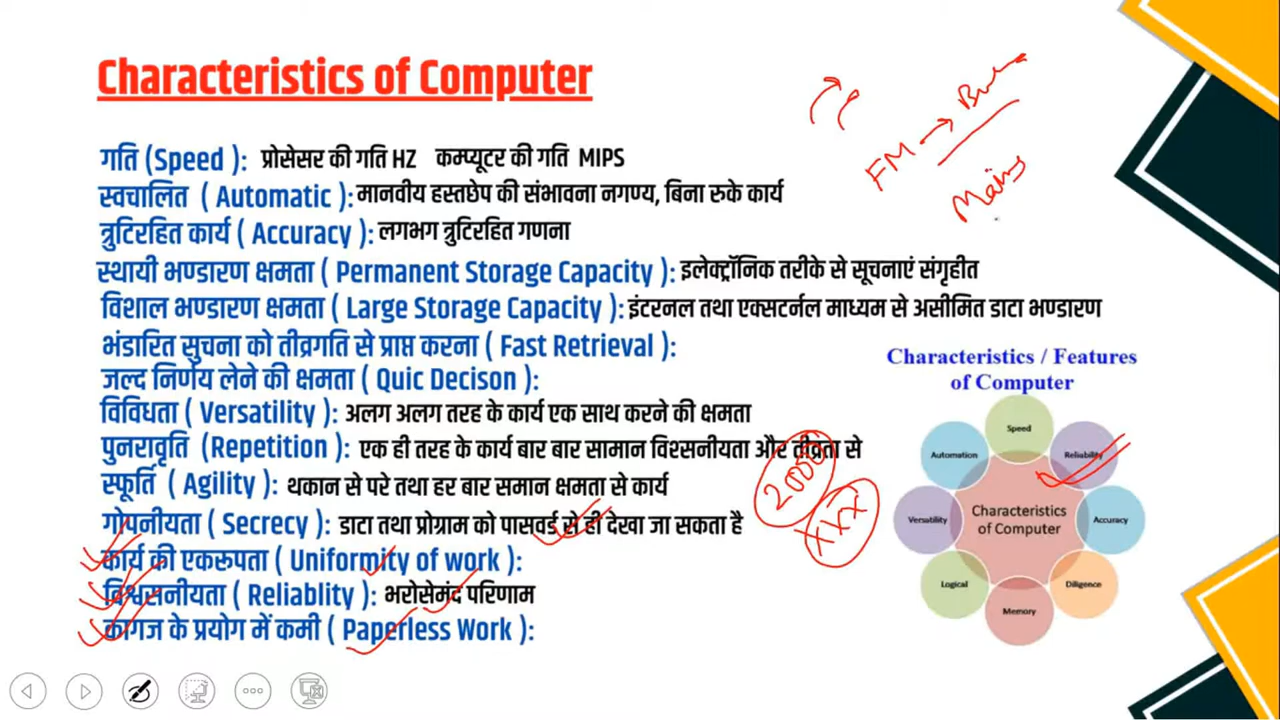 Characteristics of Computer
गति (Speed ): प्रोसेसर की गति HZ कम्प्यूटर की गति MIPS
स्वचालित ( Automatic ): मानवीय हस्तछेप की संभावना नगण्य, बिना रुके कार्य
त्रुटिरहित कार्य ( Accuracy ): लगभग त्रुटिरहित गणना
स्थायी भण्डारण क्षमता ( Permanent Storage Capacity ): इलेक्ट्रॉनिक तरीके से सूचनाएं संगृहीत
विशाल भण्डारण क्षमता ( Large Storage Capacity ): इंटरनल तथा एक्सटर्नल माध्यम से असीमित डाटा भण्डारण
भंडारित सुचना को तीव्रगति से प्राप्त करना ( Fast Retrieval ):
जल्द निर्णय लेने की क्षमता ( Quic Decison ):
विविधता ( Versatility ): अलग अलग तरह के कार्य एक साथ करने की क्षमता
पुनरावृति (Repetition ): एक ही तरह के कार्य बार बार सामान विश्सनीयता और तीव्रता से
स्फूर्ति ( Agility ): थकान से परे तथा हर बार समान क्षमता से कार्य
गोपनीयता ( Secrecy ): डाटा तथा प्रोग्राम को पासवर्ड से ही देखा जा सकता है
कार्य की एकरूपता ( Uniformity of work ):
विश्वसनीयता ( Reliablity ): भरोसेमंद परिणाम
कागज के प्रयोग में कमी ( Paperless Work ):
FM →
Mains
2000
Characteristics / Features
of Computer
Speed
Automation
Reliability
Versatility
Characteristics
of Computer
Accuracy
Logical
Diligence
Memory